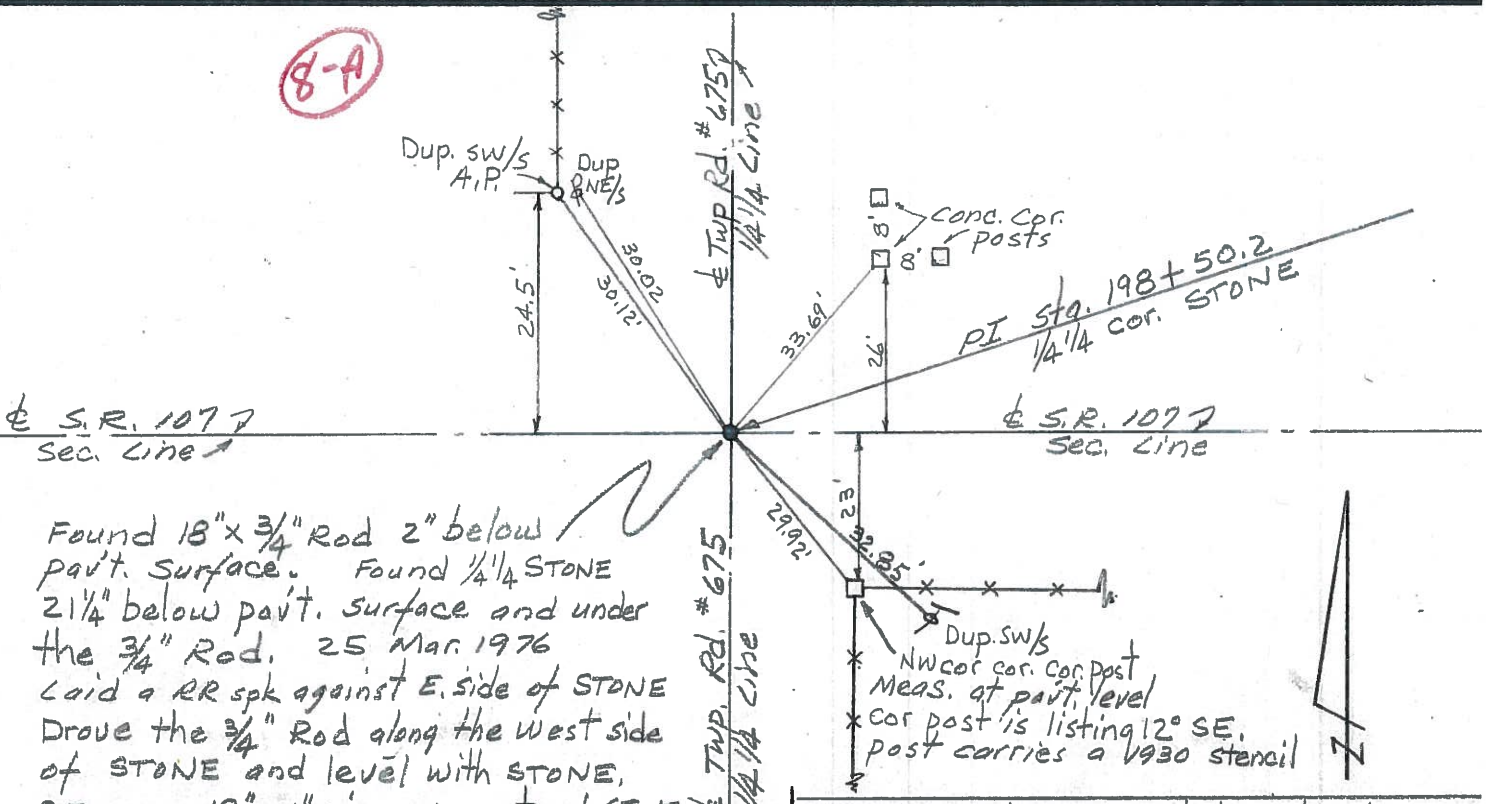 8-A
Dup. SW/s
A.P.
Dup
NE/s
℄ Twp Rd. #675
1/4 1/4 Line
8'
Conc. Cor.
Posts
8'
30.02
30.12'
24.5'
33.69'
26'
PI Sta. 198+50.2
1/4 1/4 cor. STONE
℄ S.R. 107
Sec. Line
℄ S.R. 107
Sec. Line
23'
29.92'
32.85'
Found 18"x 3/4" Rod 2" below
pav't. surface. Found 1/4 1/4 STONE
21 1/4" below pav't. surface and under
the 3/4" Rod. 25 Mar. 1976
Laid a RR spk against E. side of STONE
Drove the 3/4" Rod along the west side
of STONE and level with STONE.
Twp. Rd. #675
1/4 1/4 Line
Dup. SW/s
NW cor cor. Cor. Post
Meas. at pav't. level
Cor post is listing 12° SE.
Post carries a 1930 stencil
N